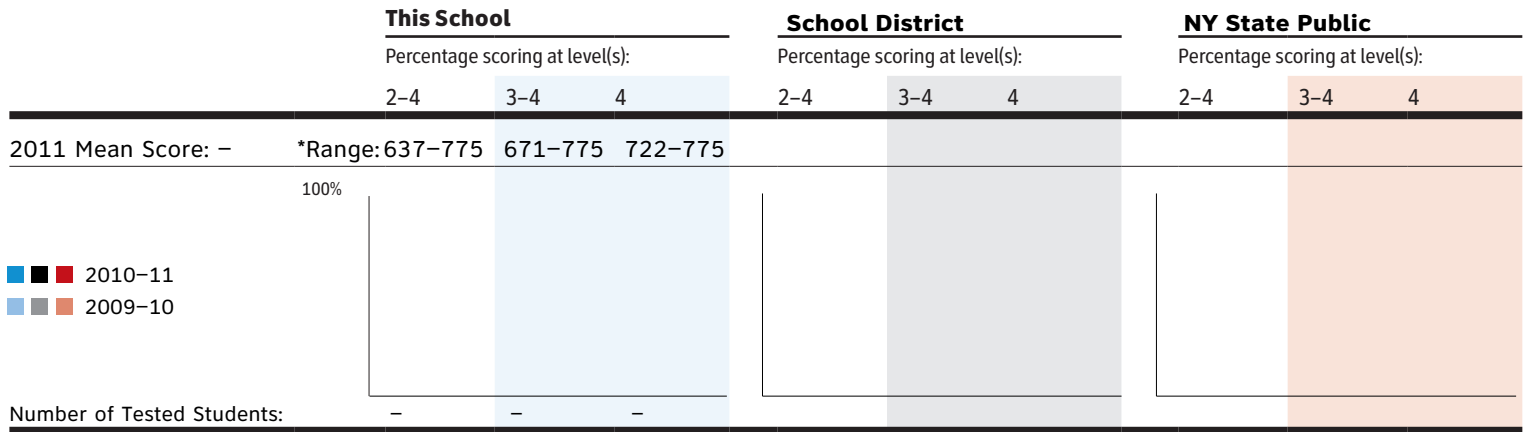 This School School District NY State Public
Percentage scoring at level(s): Percentage scoring at level(s): Percentage scoring at level(s):
2–4 3–4 4 2–4 3–4 4 2–4 3–4 4
2011 Mean Score: – *Range: 637–775 671–775 722–775
100%
2010–11
2009–10
Number of Tested Students: – – –